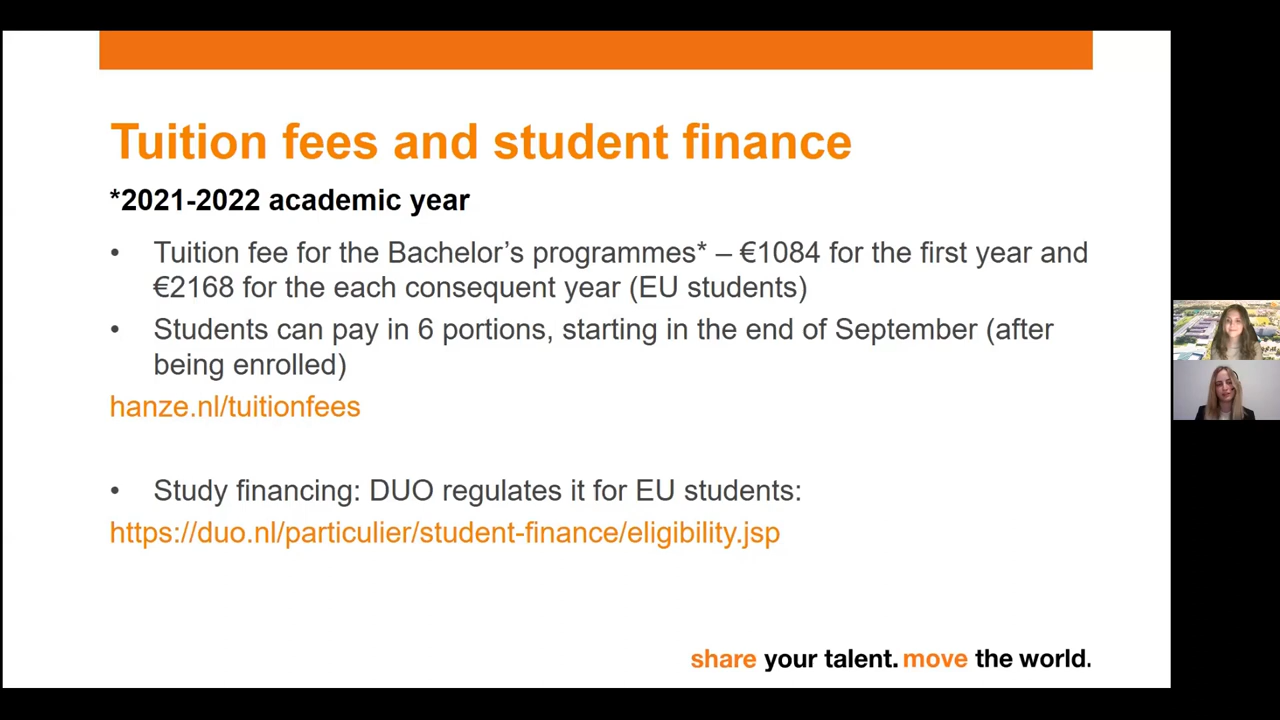 Tuition fees and student finance
*2021-2022 academic year
• Tuition fee for the Bachelor’s programmes* – €1084 for the first year and
€2168 for the each consequent year (EU students)
• Students can pay in 6 portions, starting in the end of September (after
being enrolled)
hanze.nl/tuitionfees
• Study financing: DUO regulates it for EU students:
https://duo.nl/particulier/student-finance/eligibility.jsp
share your talent. move the world.